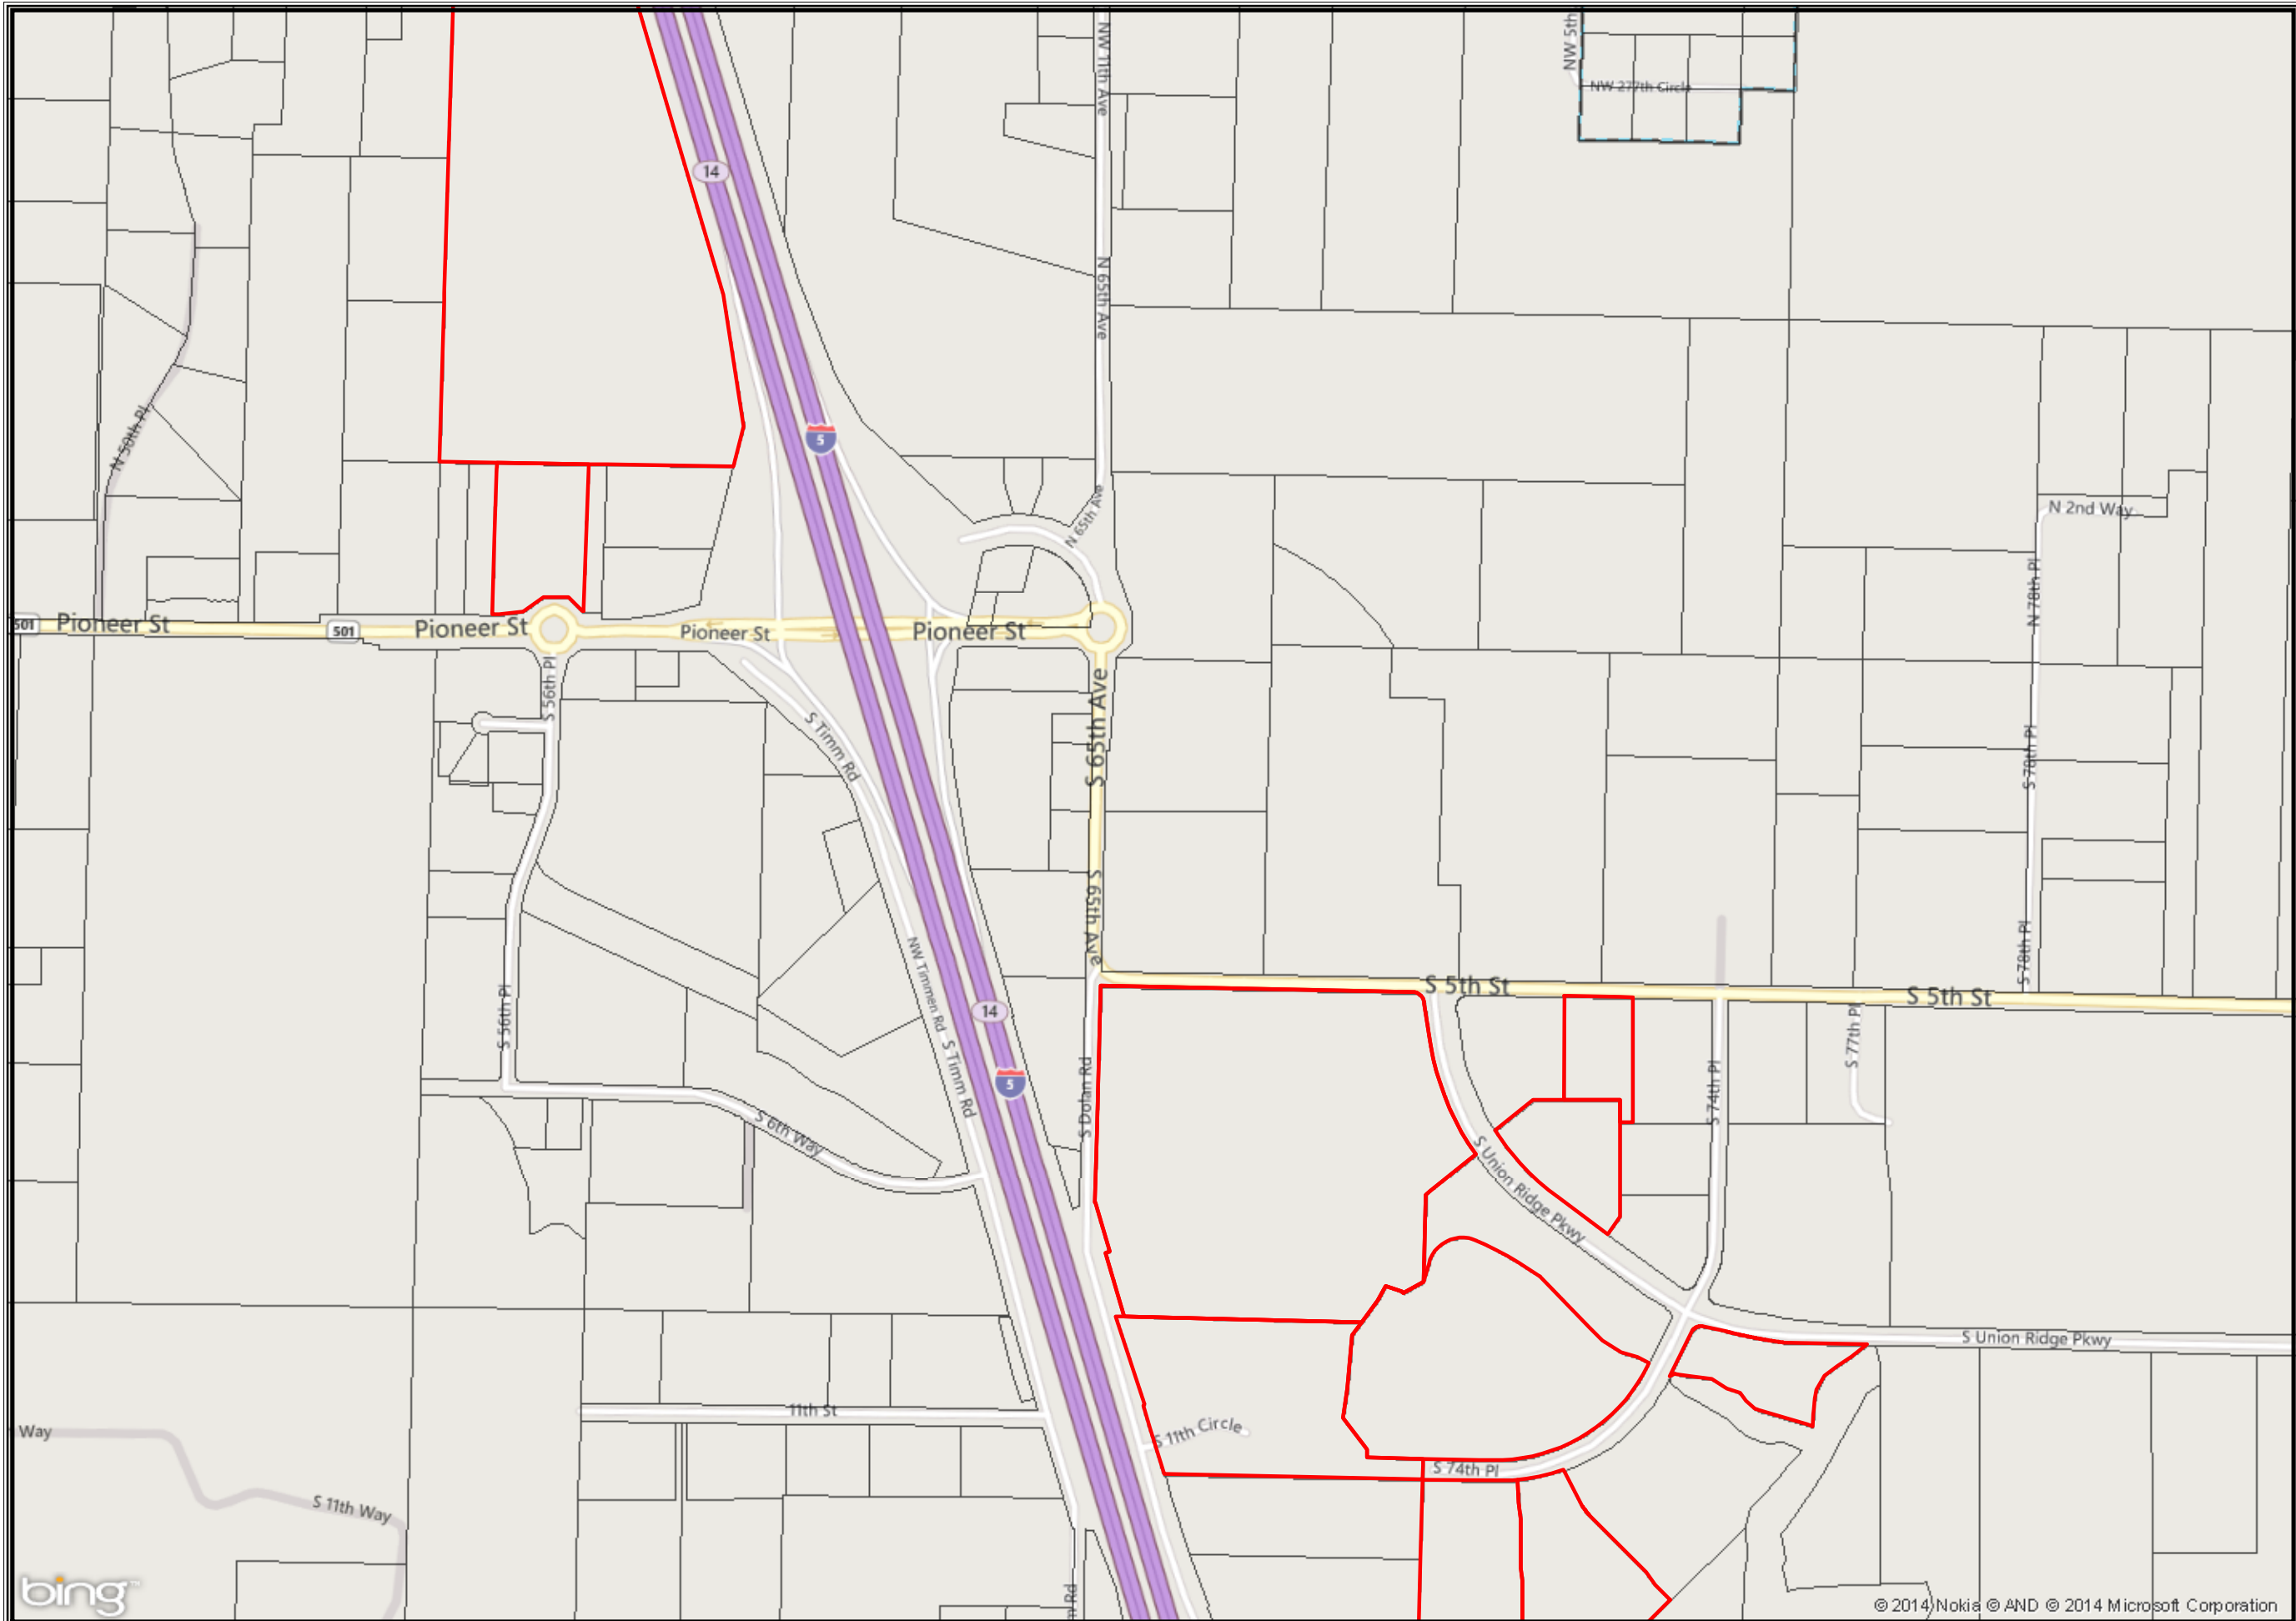 NW 11th Ave
NW 5th
NW 277th Circle
14
N 65th Ave
5
N 50th Pl
N 65th Ave
N 2nd Way
N 78th Pl
501
Pioneer St
501
Pioneer St
Pioneer St
Pioneer St
S 56th Pl
S 65th Ave
S Timm Rd
S 78th Pl
S 65th Ave
S 78th Pl
NW Timmen Rd
S 5th St
S 5th St
S 56th Pl
14
S Timm Rd
5
S Dolan Rd
S 74th Pl
S 77th Pl
S 6th Way
S Union Ridge Pkwy
S Union Ridge Pkwy
11th St
Way
S 11th Circle
S 74th Pl
S 11th Way
bing
Rd
© 2014 Nokia © AND © 2014 Microsoft Corporation